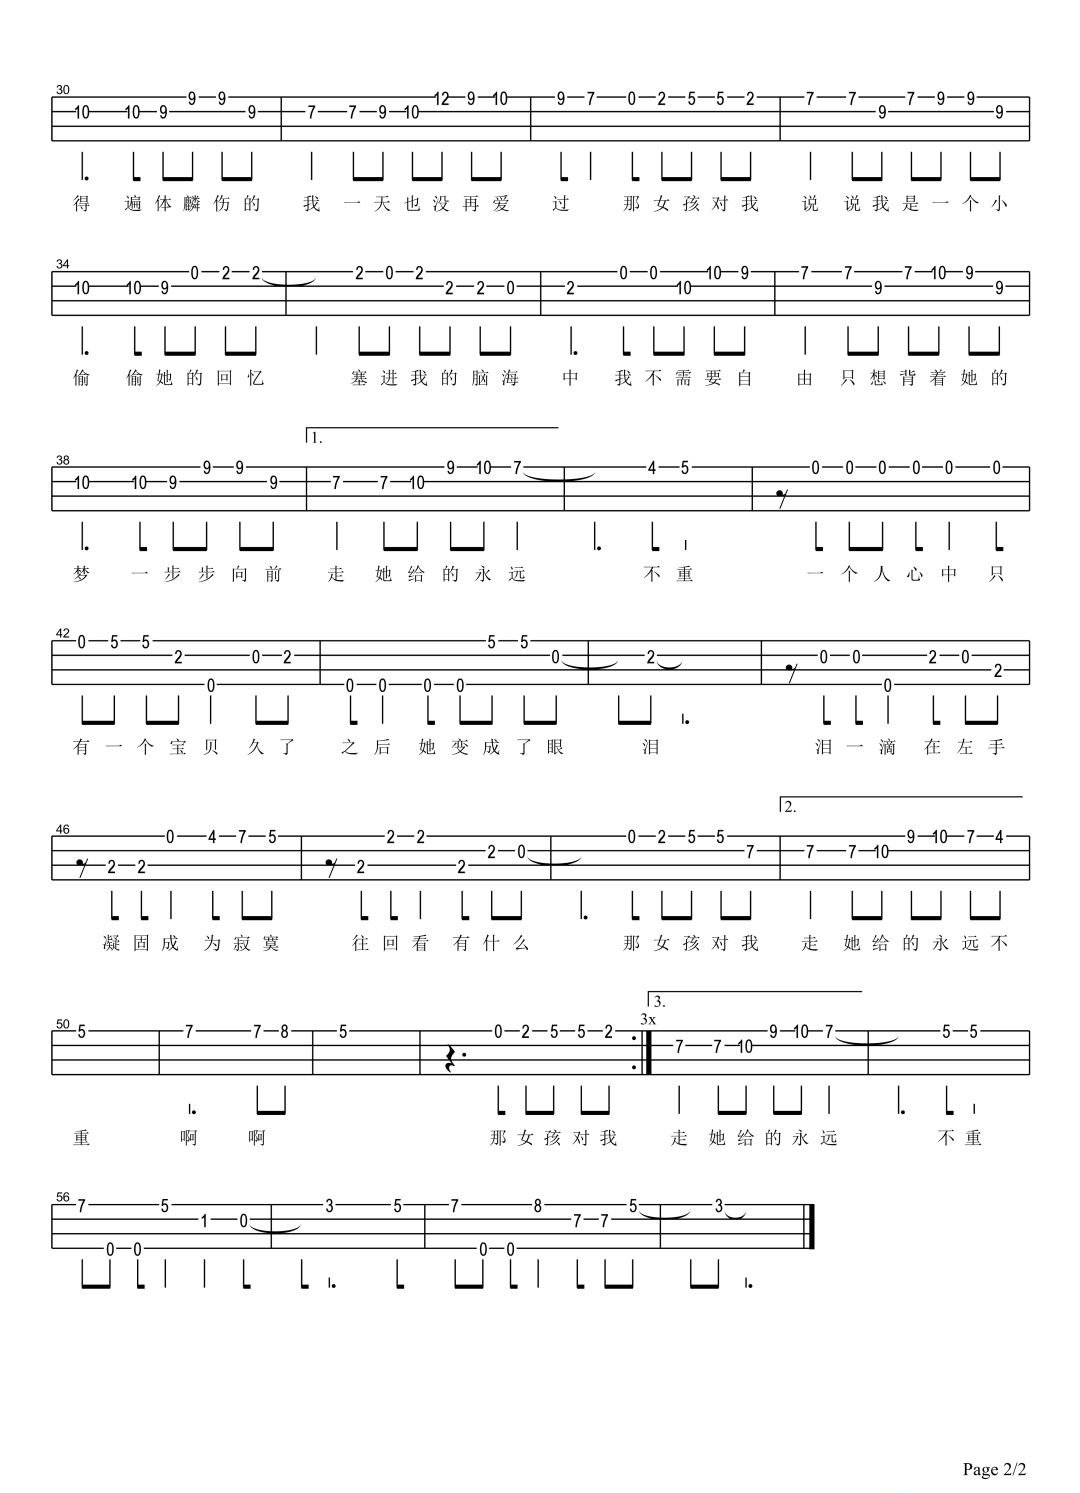 30
10 10 9 9 9 9 7 7 9 10 12 9 10 9 7 0 2 5 5 2 7 7 9 7 9 9 9
得 遍体麟伤的 我 一天也没再爱 过 那女孩对我 说 说我是一个小
34
10 10 9 0 2 2 2 0 2 2 2 0 2 0 0 10 10 9 7 7 9 7 10 9 9
偷 偷她的回忆 塞进我的脑海 中 我不需要自 由 只想背着她的
1.
38
10 10 9 9 9 9 7 7 10 9 10 7 4 5 0 0 0 0 0 0
梦 一步步向前 走 她给的永远 不重 一个人心中 只
42
0 5 5 2 0 0 2 0 0 0 0 5 5 0 2 0 0 0 2 0 2
有一个宝贝 久了 之后 她变成了眼 泪 泪一滴 在左手
2.
46
2 2 0 4 7 5 2 2 2 2 2 0 0 2 5 5 7 7 7 10 9 10 7 4
凝固成 为寂寞 往回看 有什么 那女孩对我 走 她给的永远不
3.
3x
50
5 7 7 8 5 0 2 5 5 2 7 7 10 9 10 7 5 5
重 啊 啊 那女孩对我 走 她给的永远 不重
56
7 0 0 5 1 0 3 5 7 0 0 8 7 7 5 3
Page 2/2